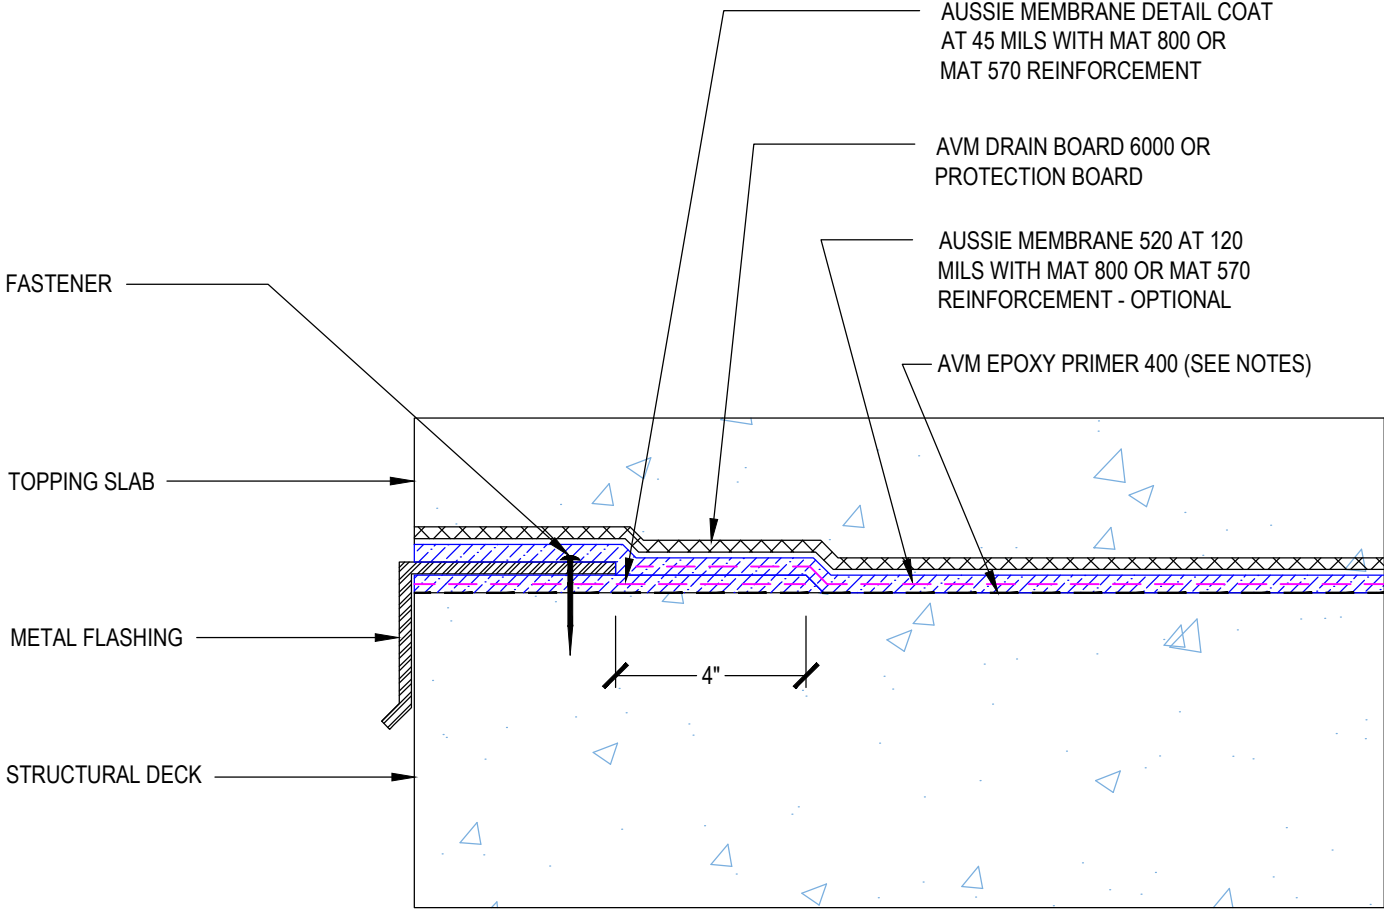 AUSSIE MEMBRANE DETAIL COAT
AT 45 MILS WITH MAT 800 OR
MAT 570 REINFORCEMENT
AVM DRAIN BOARD 6000 OR
PROTECTION BOARD
AUSSIE MEMBRANE 520 AT 120
MILS WITH MAT 800 OR MAT 570
REINFORCEMENT - OPTIONAL
FASTENER
AVM EPOXY PRIMER 400 (SEE NOTES)
TOPPING SLAB
METAL FLASHING
4"
STRUCTURAL DECK